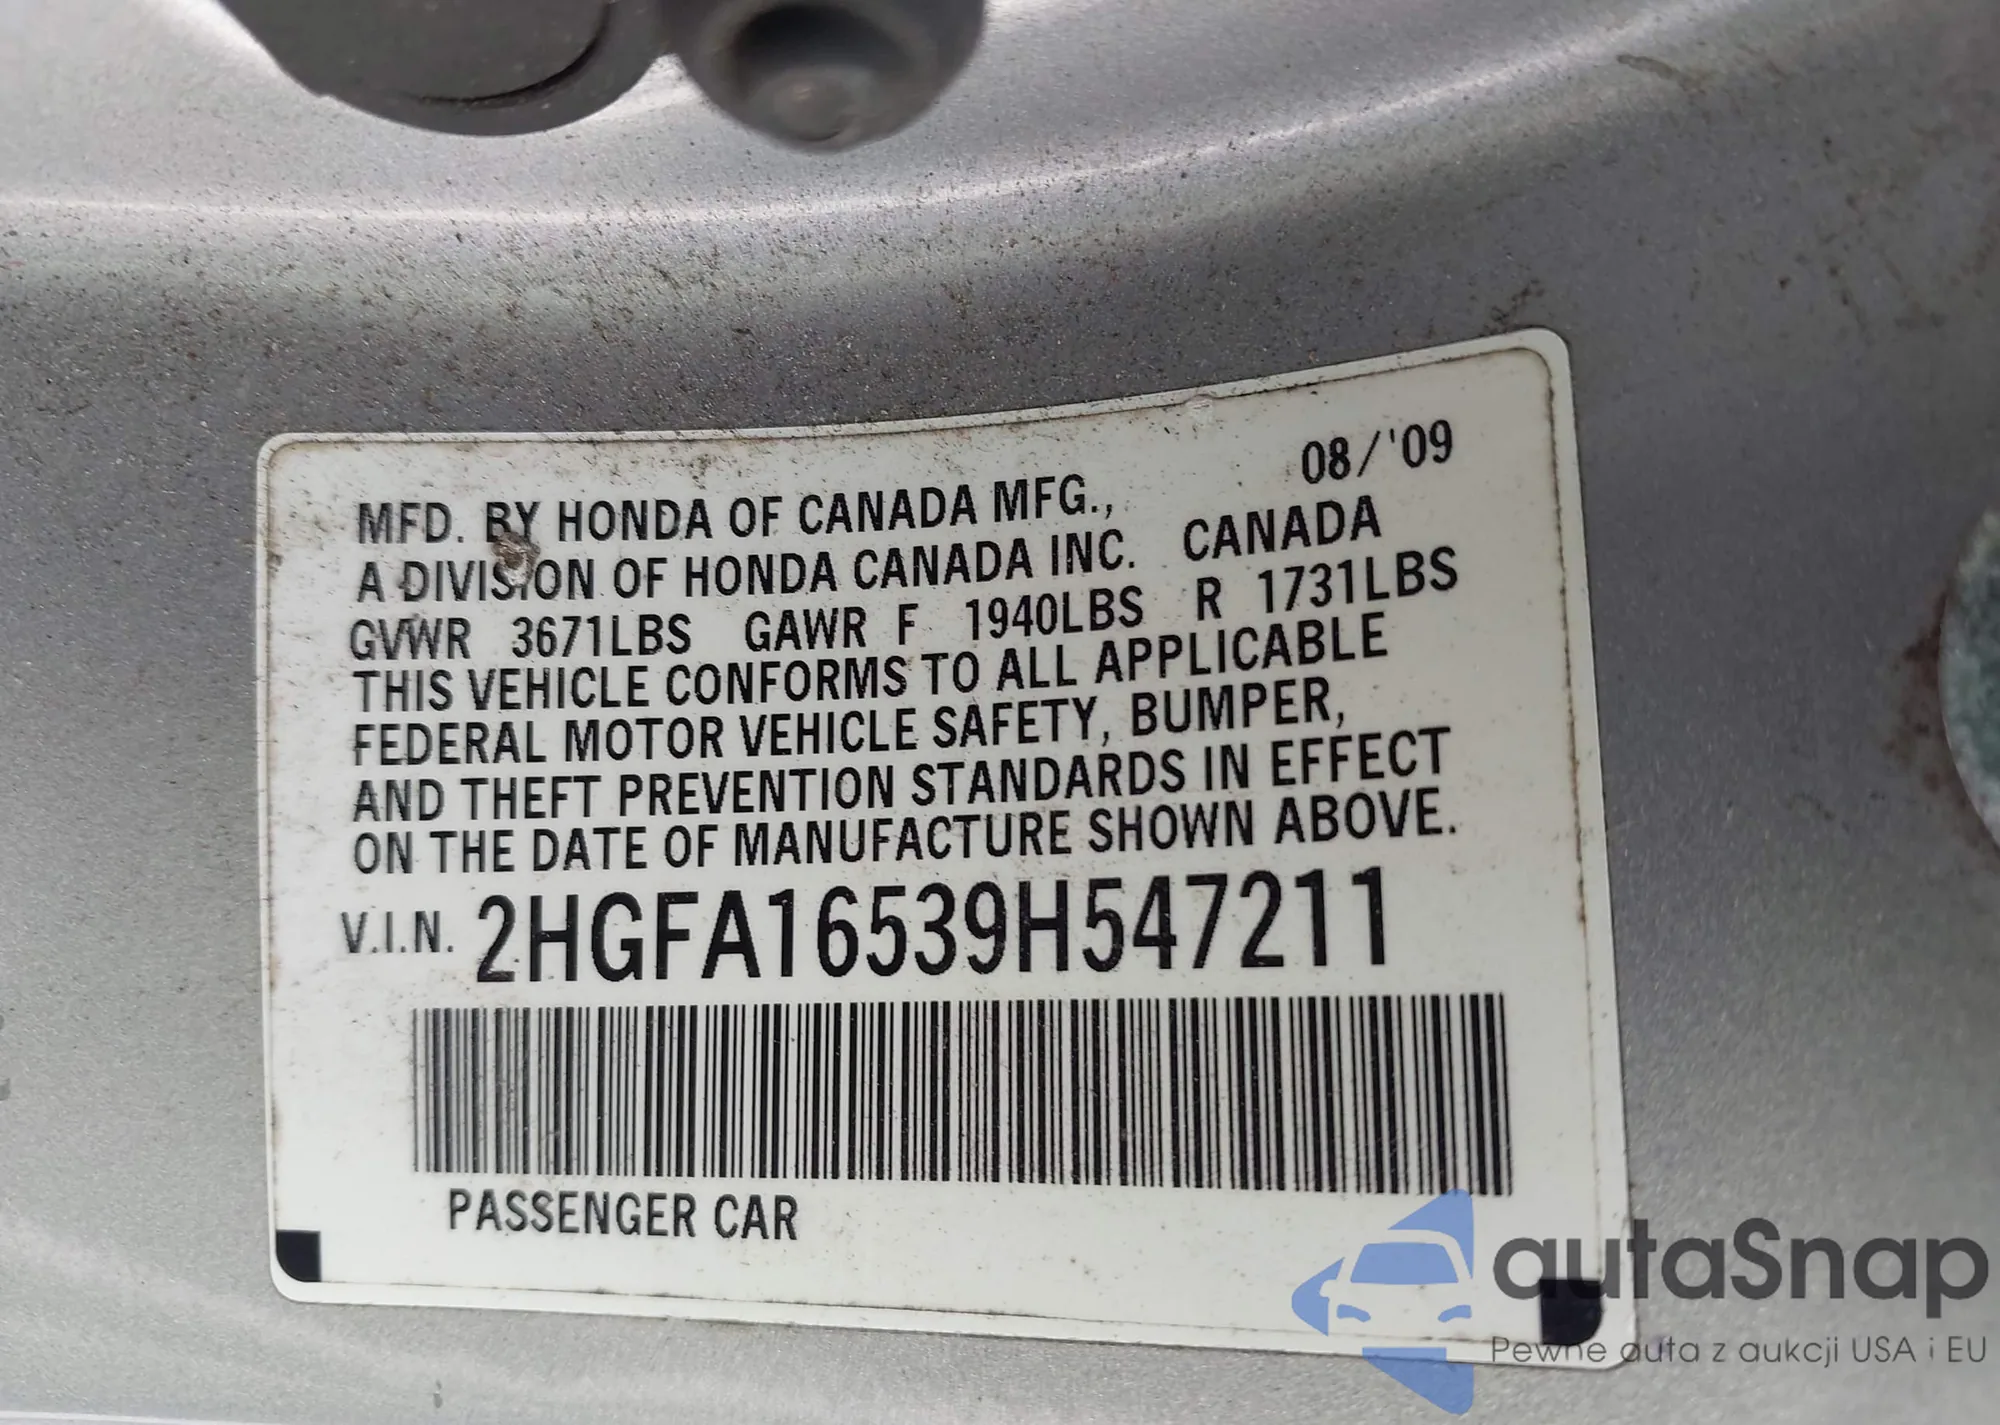 08/'09
MFD. BY HONDA OF CANADA MFG.,
A DIVISION OF HONDA CANADA INC. CANADA
GVWR 3671LBS GAWR F 1940LBS R 1731LBS
THIS VEHICLE CONFORMS TO ALL APPLICABLE
FEDERAL MOTOR VEHICLE SAFETY, BUMPER,
AND THEFT PREVENTION STANDARDS IN EFFECT
ON THE DATE OF MANUFACTURE SHOWN ABOVE.
V.I.N. 2HGFA16539H547211
PASSENGER CAR
autaSnap
Pewne auta z aukcji USA i EU